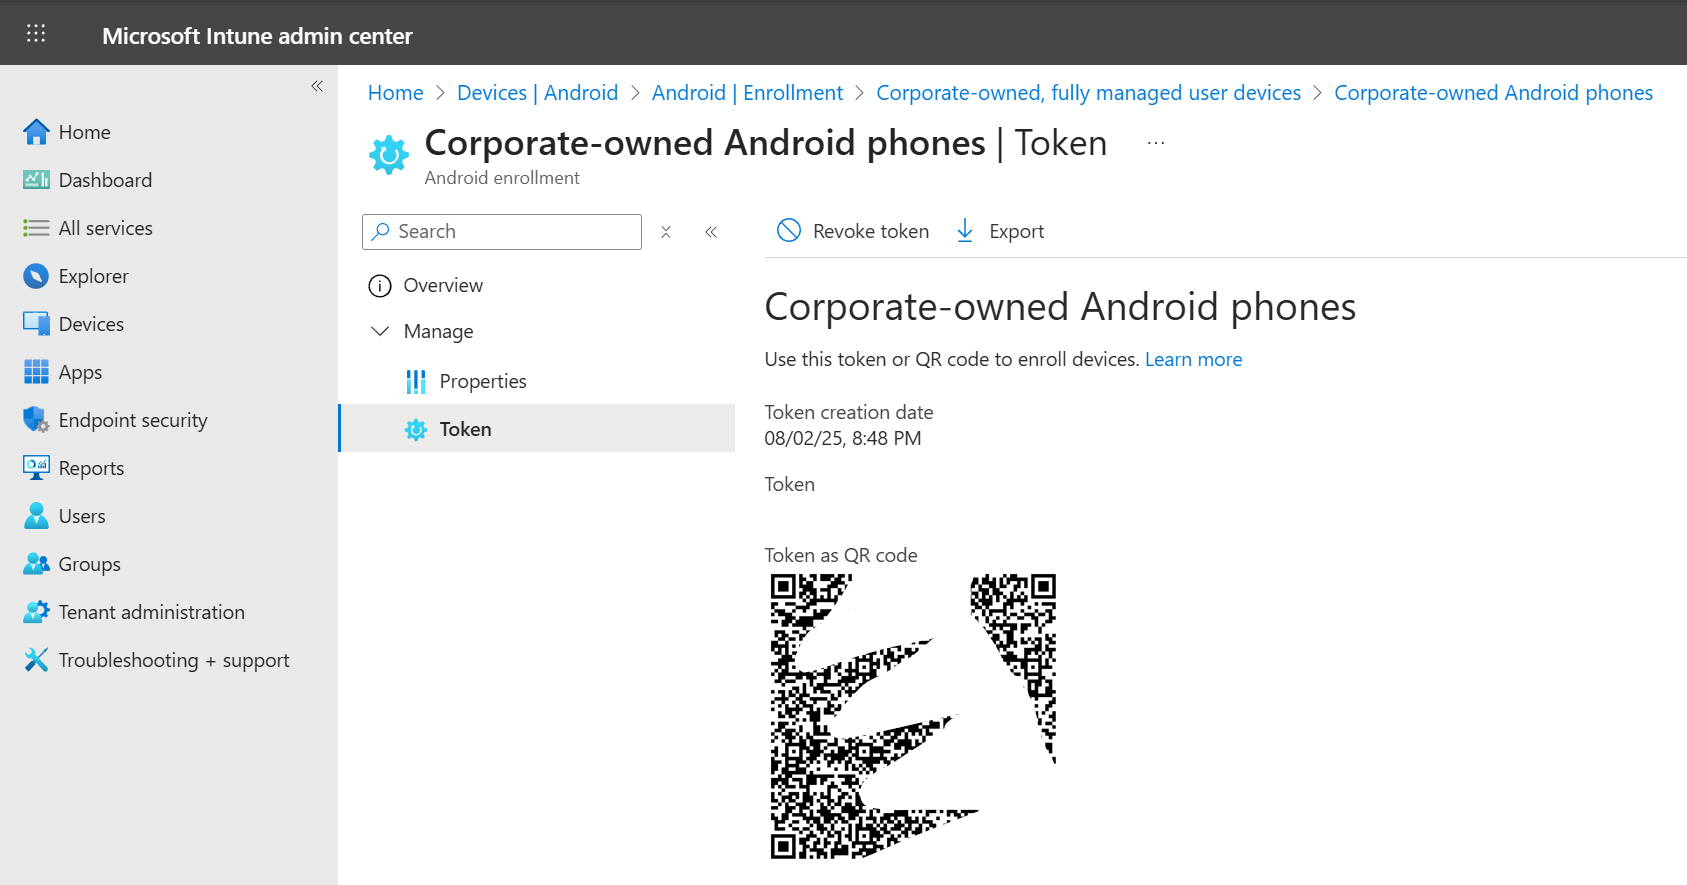 Microsoft Intune admin center
Home > Devices | Android > Android | Enrollment > Corporate-owned, fully managed user devices > Corporate-owned Android phones
Corporate-owned Android phones | Token ...
Android enrollment
Home
Dashboard
All services
Explorer
Devices
Apps
Endpoint security
Reports
Users
Groups
Tenant administration
Troubleshooting + support
Search
Overview
Manage
Properties
Token
Revoke token
Export
Corporate-owned Android phones
Use this token or QR code to enroll devices. Learn more
Token creation date
08/02/25, 8:48 PM
Token
Token as QR code